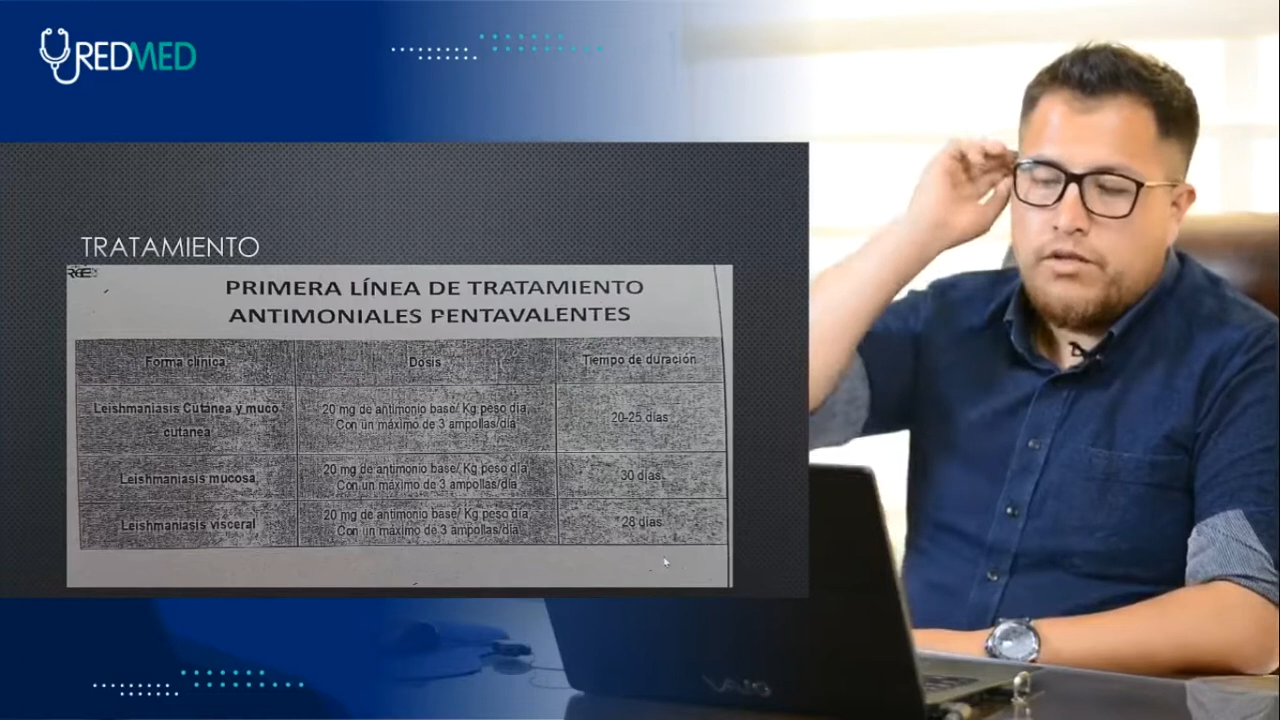 REDMED
TRATAMIENTO
PRIMERA LÍNEA DE TRATAMIENTO
ANTIMONIALES PENTAVALENTES
Forma clínica
Dosis
Tiempo de duración
Leishmaniasis Cutánea y muco
cutanea
20 mg de antimonio base/ Kg peso día,
Con un máximo de 3 ampollas/día
20-25 días
Leishmaniasis mucosa
20 mg de antimonio base/ Kg peso día,
Con un máximo de 3 ampollas/día
30 días.
Leishmaniasis visceral
20 mg de antimonio base/ Kg peso día,
Con un máximo de 3 ampollas/día
28 días
VAIO